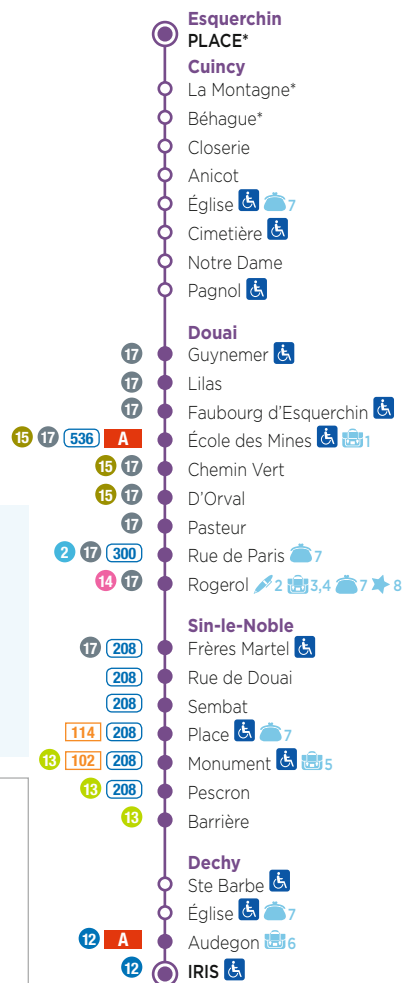 Esquerchin
PLACE*
Cuincy
La Montagne*
Béhague*
Closerie
Anicot
Église 7
Cimetière
Notre Dame
Pagnol
Douai
17 Guynemer
17 Lilas
17 Faubourg d'Esquerchin
15 17 536 A École des Mines 1
15 17 Chemin Vert
15 17 D'Orval
17 Pasteur
2 17 300 Rue de Paris 7
14 17 Rogerol 2 3,4 7 8
Sin-le-Noble
17 208 Frères Martel
208 Rue de Douai
208 Sembat
114 208 Place 7
13 102 208 Monument 5
13 208 Pescron
13 Barrière
Dechy
Ste Barbe
Église 7
12 A Audegon 6
12 IRIS